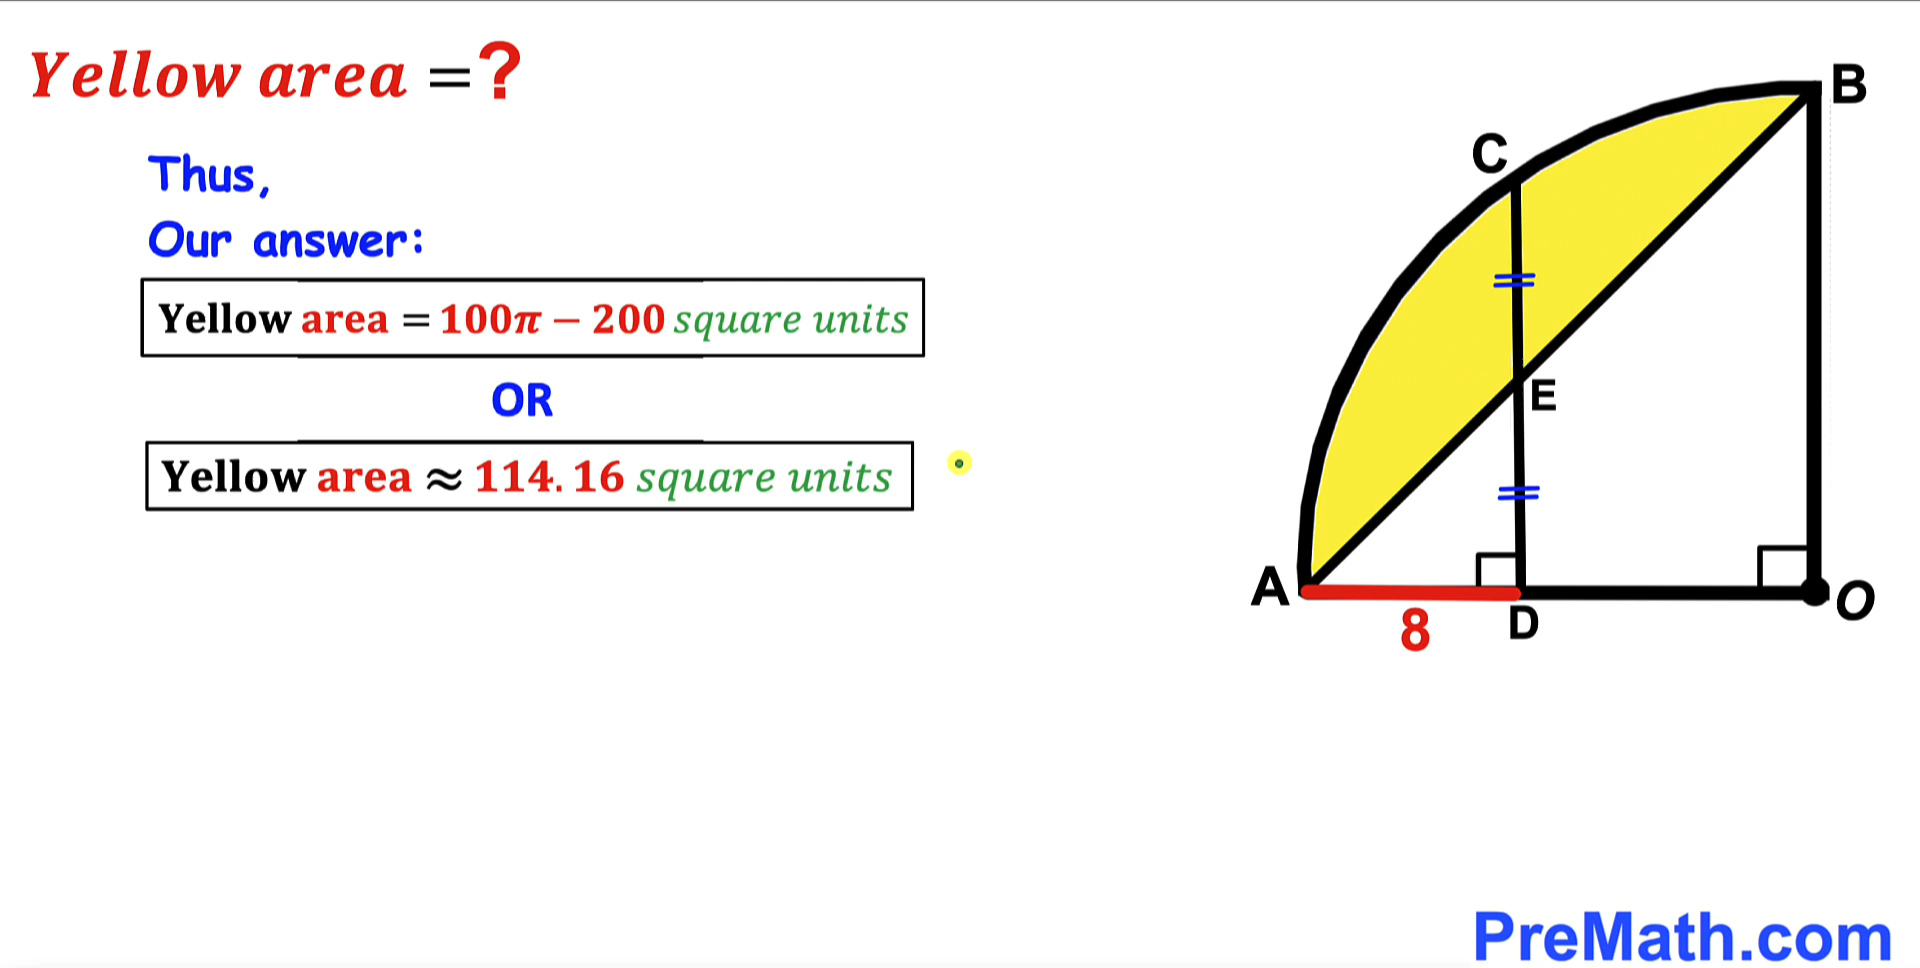 Yellow area =?
Thus,
Our answer:
Yellow area = 100π − 200 square units
OR
Yellow area ≈ 114.16 square units
B
C
E
A
8
D
O
PreMath.com